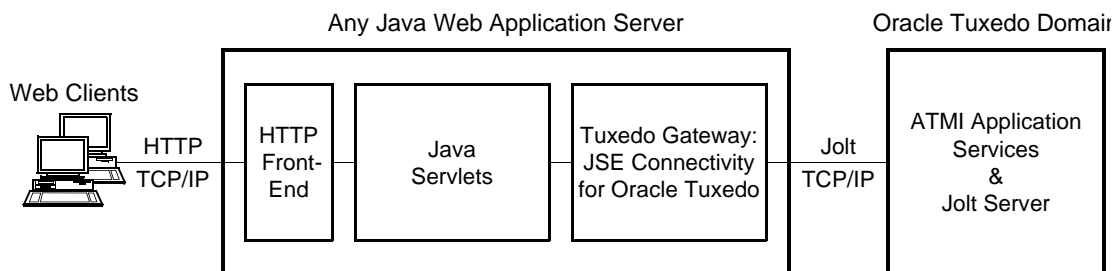 Any Java Web Application Server
Oracle Tuxedo Domain
Web Clients
HTTP
TCP/IP
HTTP
Front-
End
Java
Servlets
Tuxedo Gateway:
JSE Connectivity
for Oracle Tuxedo
Jolt
TCP/IP
ATMI Application
Services
&
Jolt Server